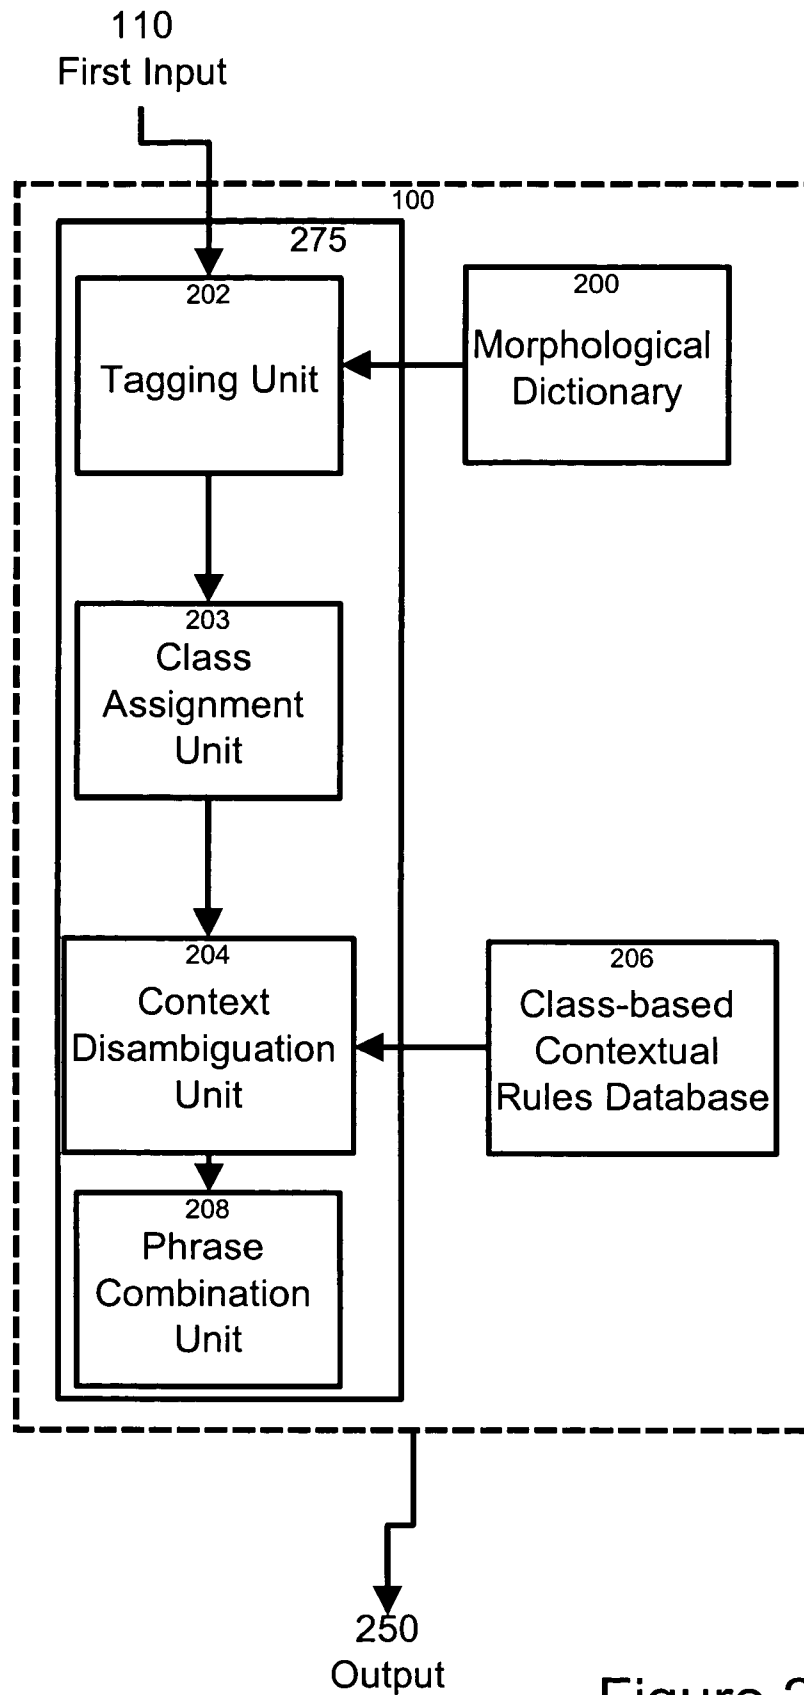 110
First Input
100
275
202
Tagging Unit
200
Morphological
Dictionary
203
Class
Assignment
Unit
204
Context
Disambiguation
Unit
206
Class-based
Contextual
Rules Database
208
Phrase
Combination
Unit
250
Output
Figure